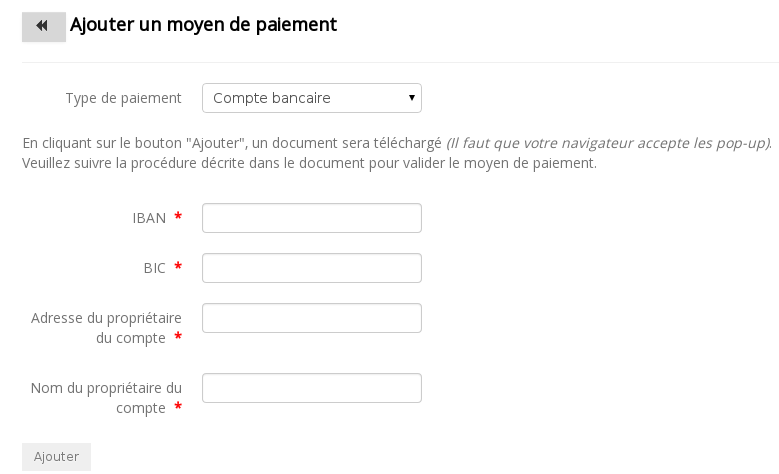 Ajouter un moyen de paiement
Type de paiement
Compte bancaire
En cliquant sur le bouton "Ajouter", un document sera téléchargé (Il faut que votre navigateur accepte les pop-up).
Veuillez suivre la procédure décrite dans le document pour valider le moyen de paiement.
IBAN *
BIC *
Adresse du propriétaire
du compte *
Nom du propriétaire du
compte *
Ajouter